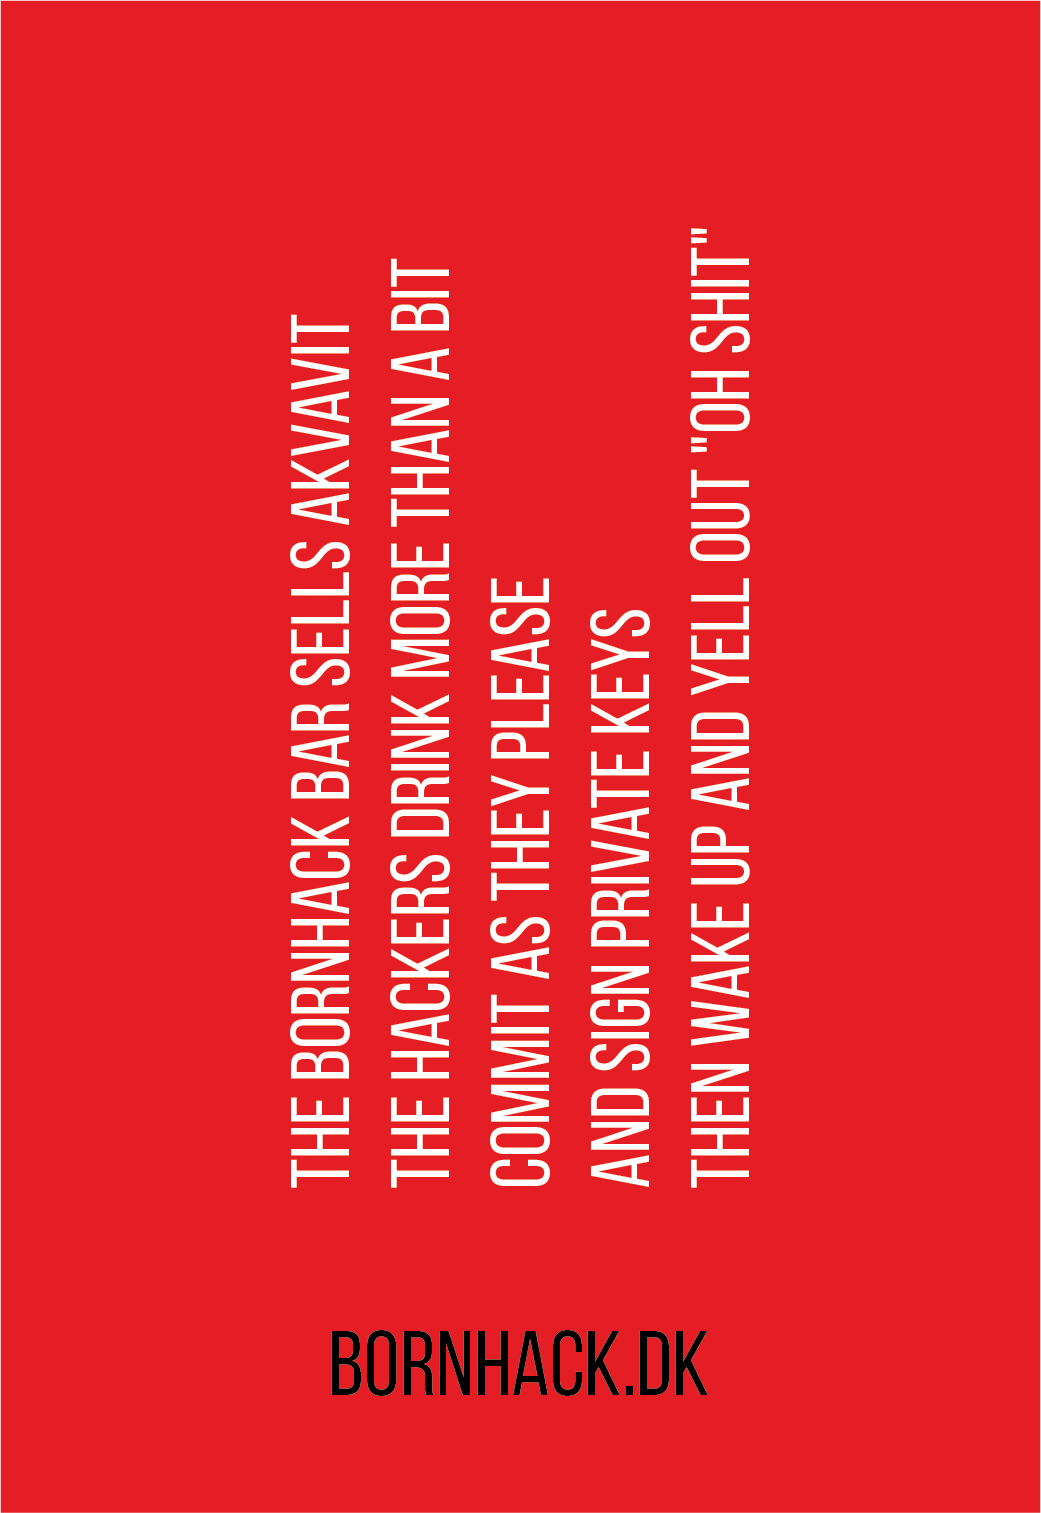 THE BORNHACK BAR SELLS AKVAVIT
THE HACKERS DRINK MORE THAN A BIT
COMMIT AS THEY PLEASE
AND SIGN PRIVATE KEYS
THEN WAKE UP AND YELL OUT "OH SHIT"
BORNHACK.DK